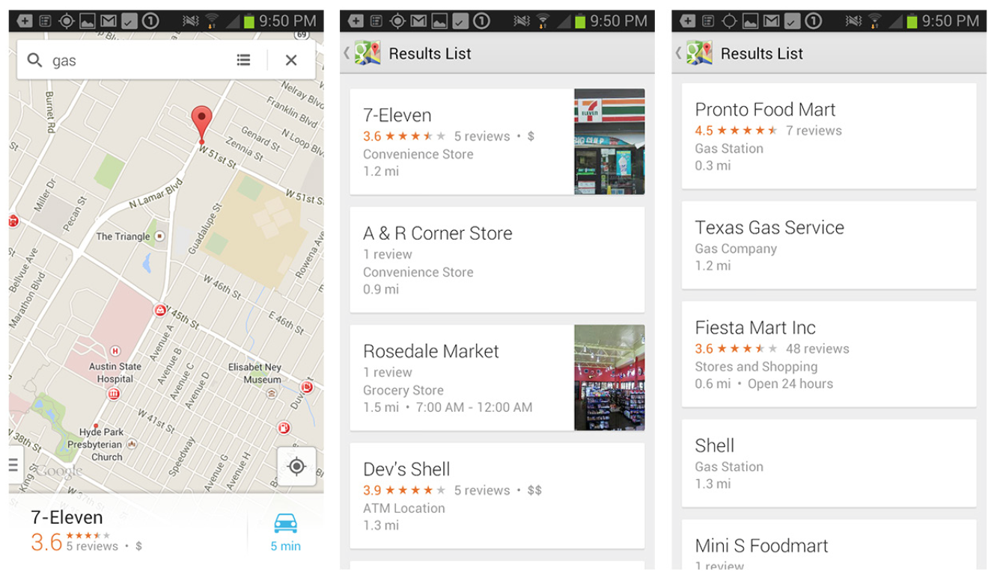 9:50 PM
69
gas
Nelray Blvd
Franklin Blvd
Burnet Rd
Genard St
N Loop Blv
Zennia St
St
W 51st St
Miller Dr
N Lamar Blvd
W 51st S
Pecan St
Guadalupe St
The Triangle
St
Rowena Ave
Bellvue Ave
W 46th St
Marathon Blvd
N 45th St
E 46th St
Avenue A
H
Avenue B
Austin State
Hospital
Avenue C
Elisabet Ney
Museum
Avenue D
Duv
W 41st St
Hyde Park
Presbyterian
Church
W 38th St
Speedway
Avenue G
Avenue H
King St
Google
W 37th St
7-Eleven
3.6
5 reviews • $
5 min
9:50 PM
Results List
7-Eleven
3.6 5 reviews • $
Convenience Store
1.2 mi
7
ELEVEN
BIG GULP
A & R Corner Store
1 review
Convenience Store
0.9 mi
Rosedale Market
1 review
Grocery Store
1.5 mi • 7:00 AM - 12:00 AM
Dev's Shell
3.9 5 reviews • $$
ATM Location
1.3 mi
9:50 PM
Results List
Pronto Food Mart
4.5 7 reviews
Gas Station
0.3 mi
Texas Gas Service
Gas Company
1.2 mi
Fiesta Mart Inc
3.6 48 reviews
Stores and Shopping
0.6 mi • Open 24 hours
Shell
Gas Station
1.3 mi
Mini S Foodmart
1 review